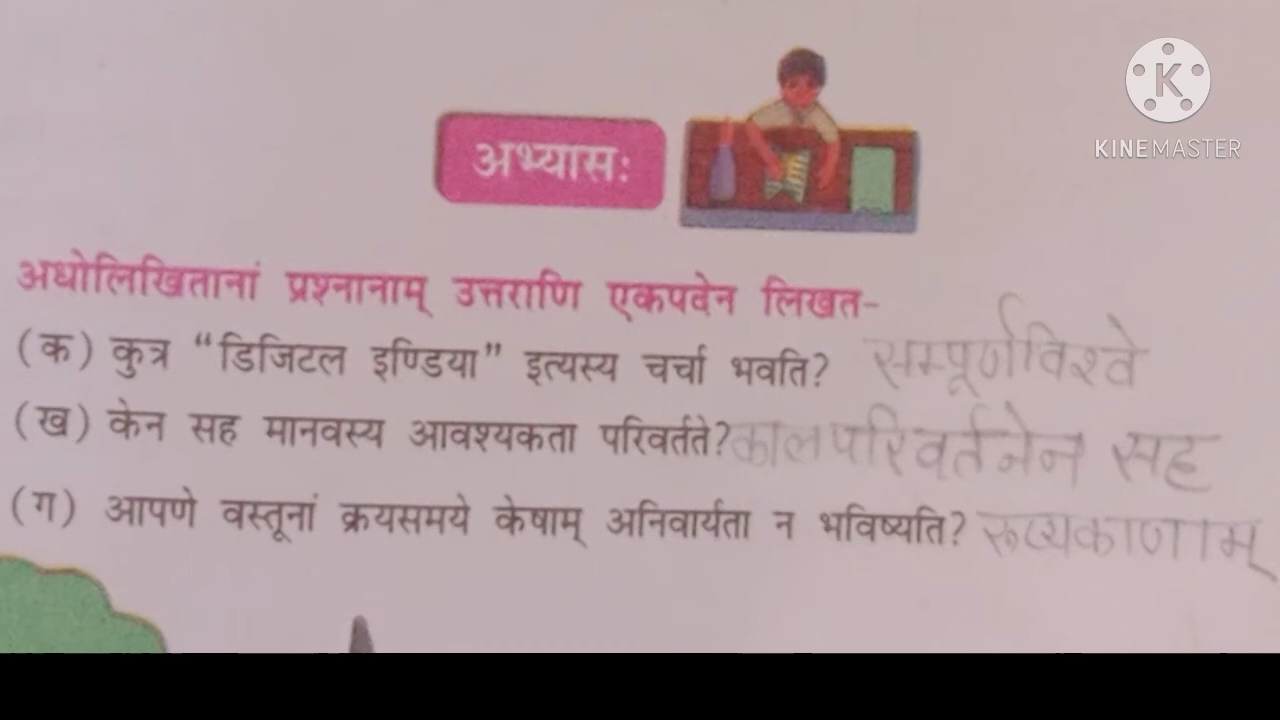 KINEMASTER
अभ्यासः
अधोलिखितानां प्रश्नानाम् उत्तराणि एकपदेन लिखत-
(क) कुत्र “डिजिटल इण्डिया” इत्यस्य चर्चा भवति? सम्पूर्णविश्वे
(ख) केन सह मानवस्य आवश्यकता परिवर्तते? कालपरिवर्तनेन सह
(ग) आपणे वस्तूनां क्रयसमये केषाम् अनिवार्यता न भविष्यति? रूप्यकाणाम्